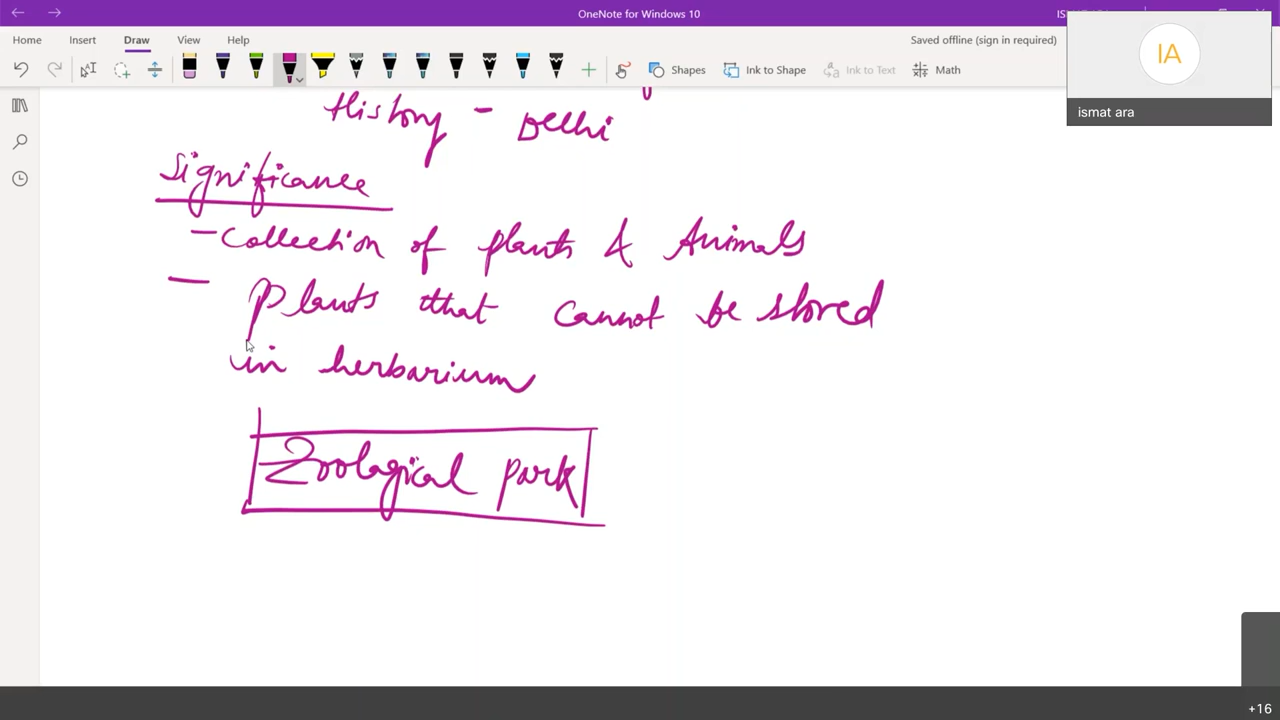 OneNote for Windows 10
Home Insert Draw View Help
Saved offline (sign in required)
IA
ismat ara
Shapes
Ink to Shape
Ink to Text
Math
History - Delhi
Significance
- Collection of plants & Animals
- Plants that cannot be stored
in herbarium
Zoological park
+16